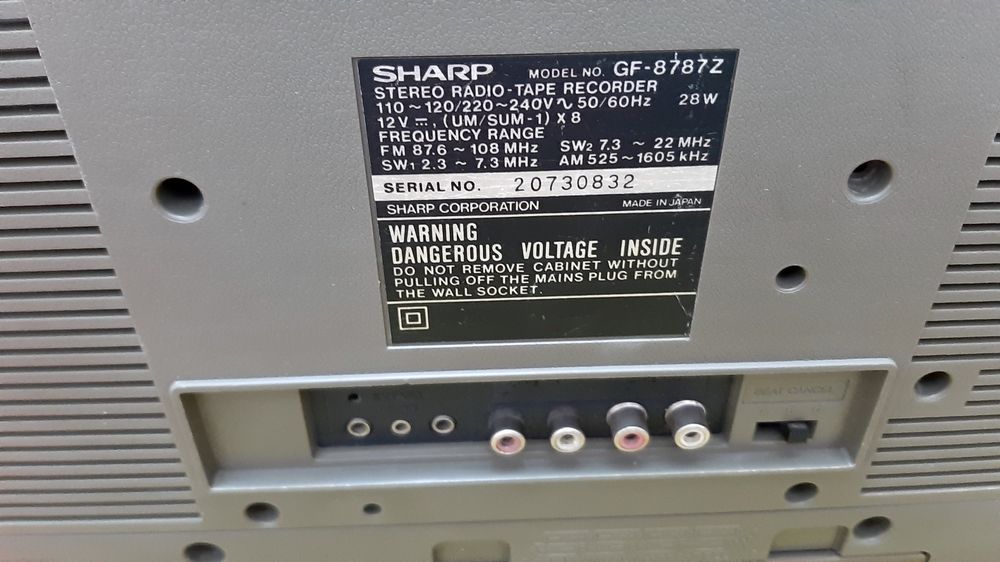 SHARP MODEL NO. GF-8787Z
STEREO RADIO-TAPE RECORDER
110~120/220~240V∿ 50/60Hz 28W
12V ⎓, (UM/SUM-1) X 8
FREQUENCY RANGE
FM 87.6 ~ 108 MHz SW2 7.3 ~ 22 MHz
SW1 2.3 ~ 7.3 MHz AM 525~1605 kHz
SERIAL NO. 20730832
SHARP CORPORATION MADE IN JAPAN
WARNING
DANGEROUS VOLTAGE INSIDE
DO NOT REMOVE CABINET WITHOUT
PULLING OFF THE MAINS PLUG FROM
THE WALL SOCKET.
BEAT CANCEL